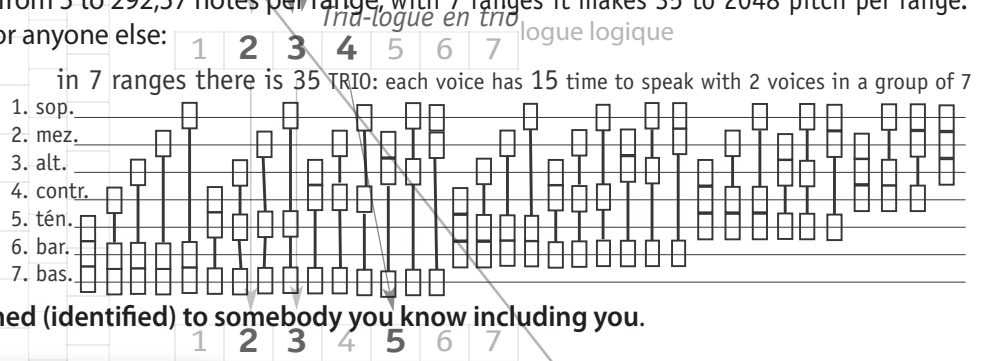 from 3 to 292,57 notes per range, with 7 ranges it makes 35 to 2048 pitch per range.
Trid-logue en trio
or anyone else:
logue logique
1 2 3 4 5 6 7
in 7 ranges there is 35 TRIO: each voice has 15 time to speak with 2 voices in a group of 7
1. sop.
2. mez.
3. alt.
4. contr.
5. tén.
6. bar.
7. bas.
ned (identified) to somebody you know including you.
1 2 3 4 5 6 7